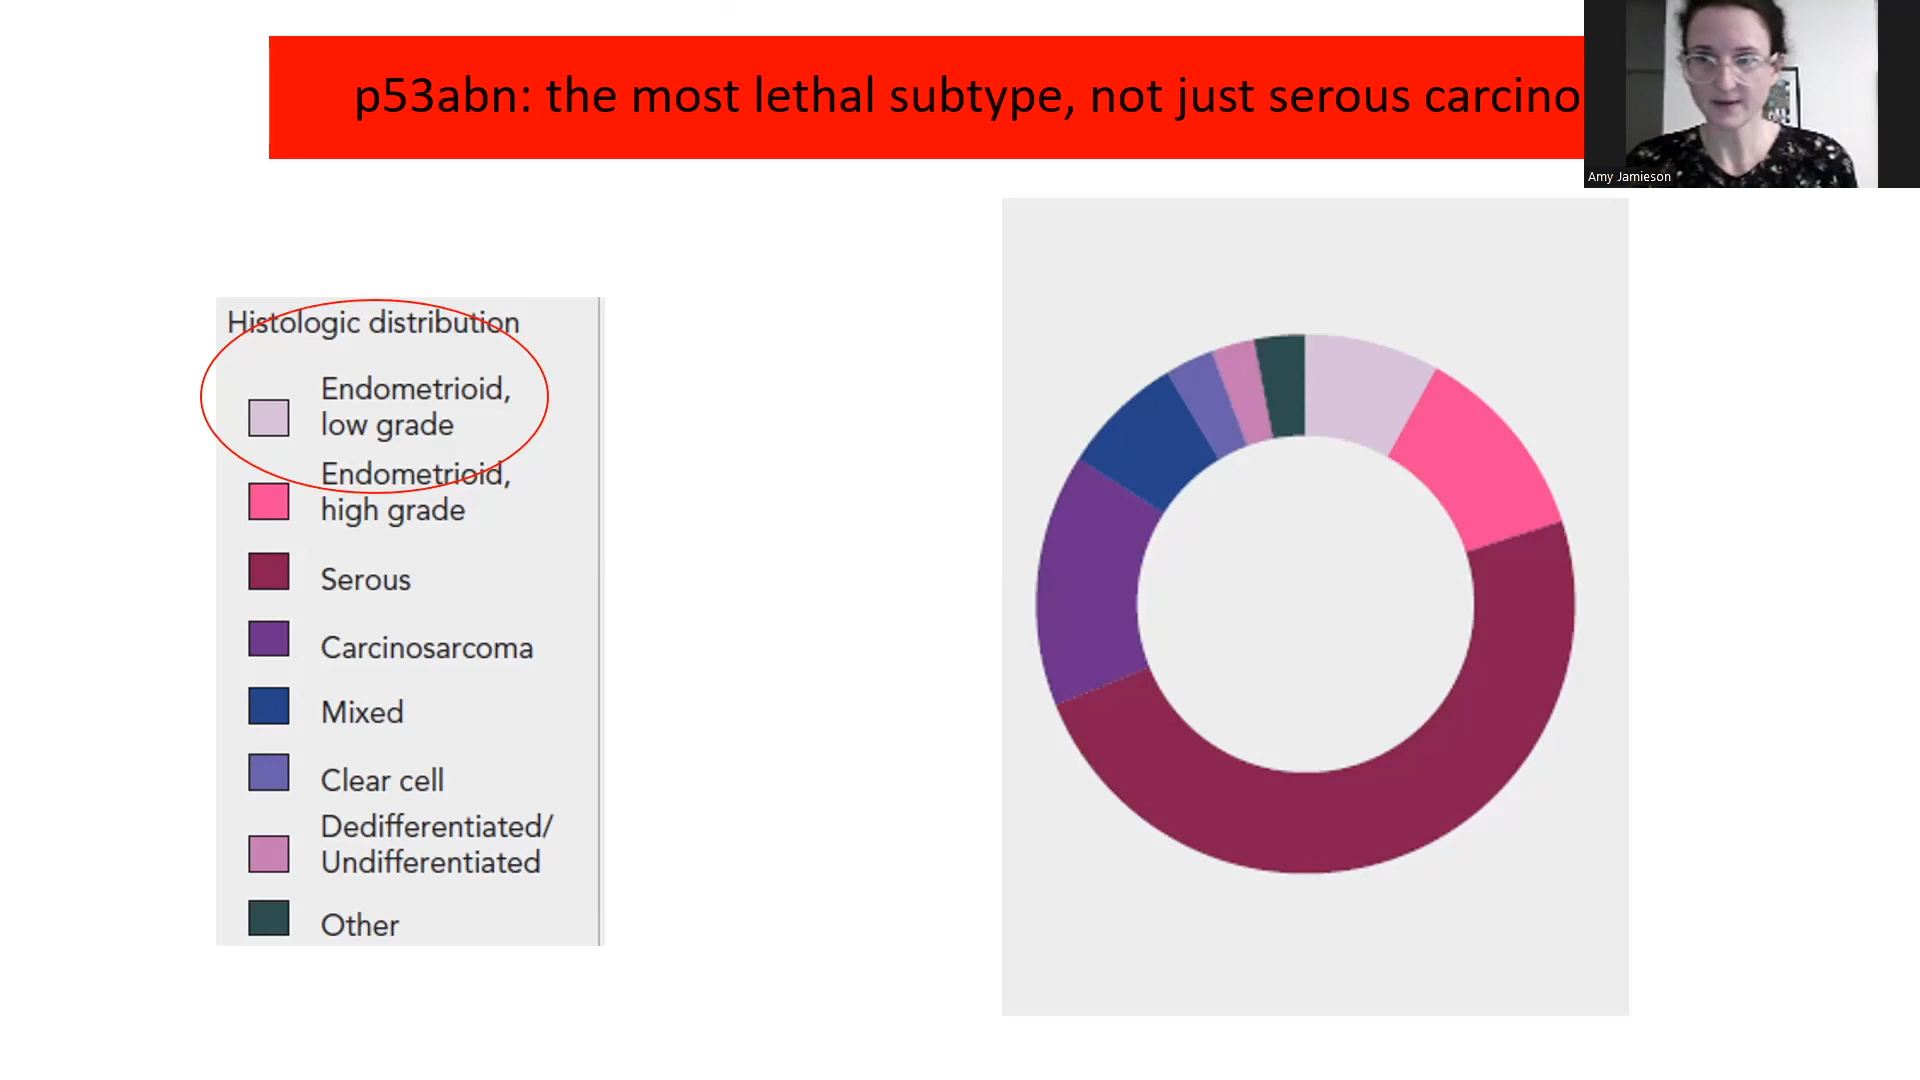 p53abn: the most lethal subtype, not just serous carcino
Amy Jamieson
Histologic distribution
Endometrioid,
low grade
Endometrioid,
high grade
Serous
Carcinosarcoma
Mixed
Clear cell
Dedifferentiated/
Undifferentiated
Other